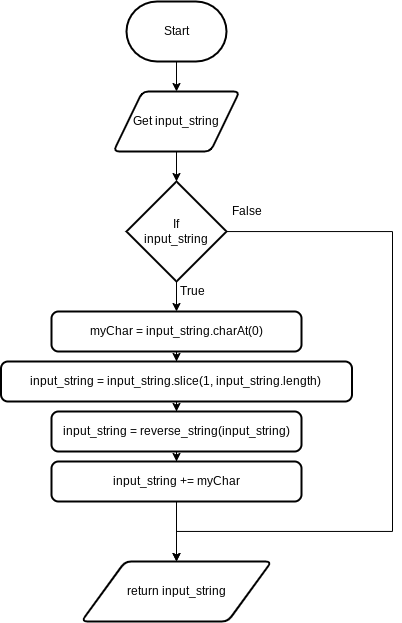 Start
Get input_string
If
input_string
False
True
myChar = input_string.charAt(0)
input_string = input_string.slice(1, input_string.length)
input_string = reverse_string(input_string)
input_string += myChar
return input_string